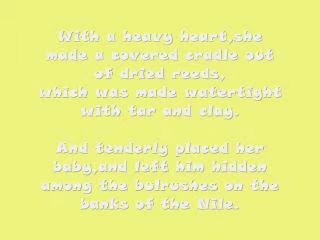 With a heavy heart,she
made a covered cradle out
of dried reeds,
which was made watertight
with tar and clay.
And tenderly placed her
baby;and left him hidden
among the bulrushes on the
banks of the Nile.